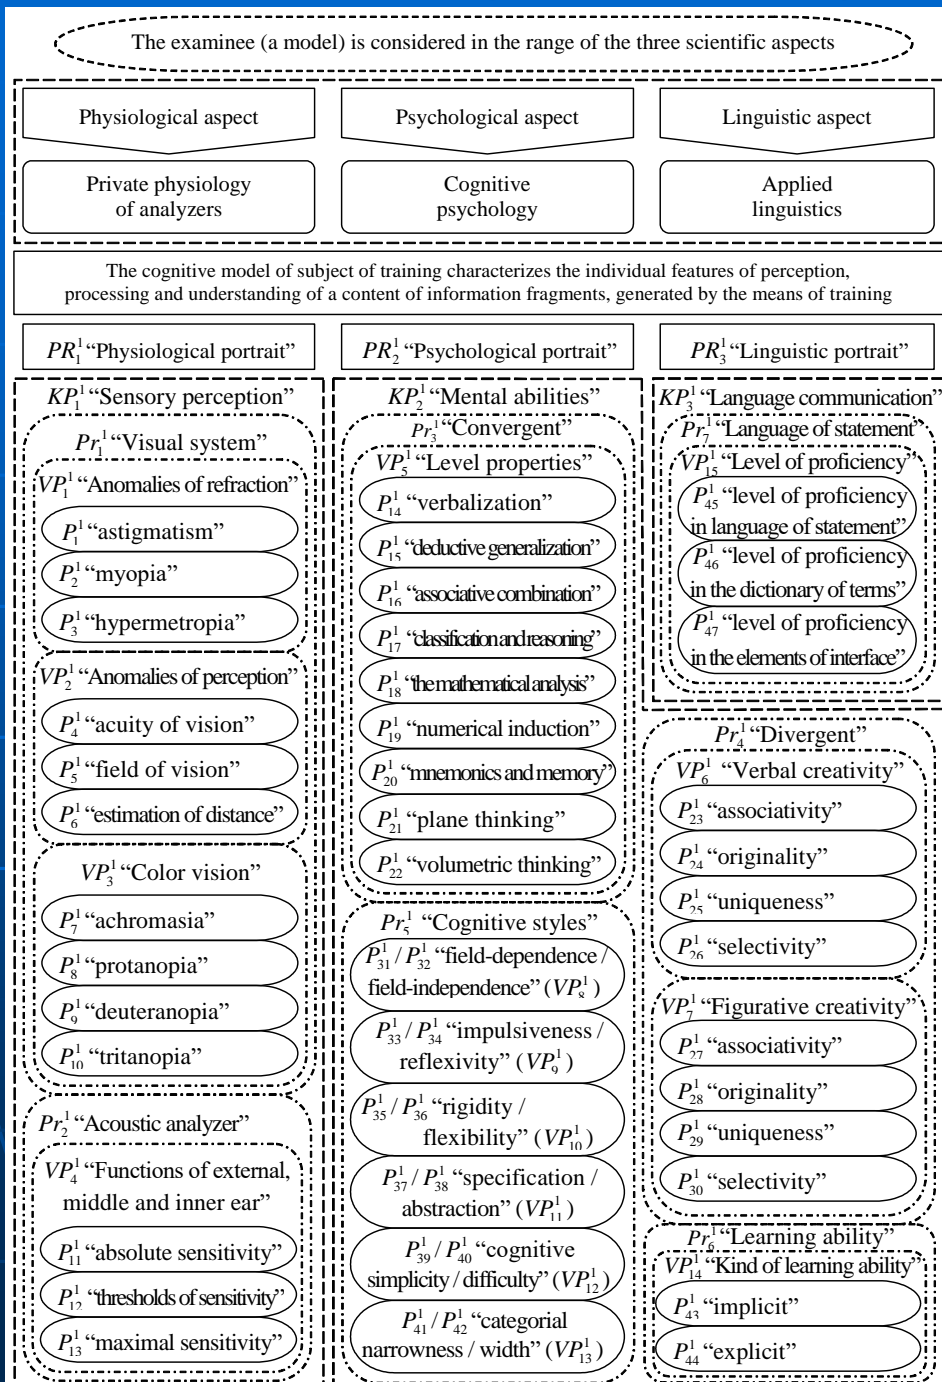 The examinee (a model) is considered in the range of the three scientific aspects
Physiological aspect
Psychological aspect
Linguistic aspect
Private physiology
of analyzers
Cognitive
psychology
Applied
linguistics
The cognitive model of subject of training characterizes the individual features of perception,
processing and understanding of a content of information fragments, generated by the means of training
PR₁¹ “Physiological portrait”
PR₂¹ “Psychological portrait”
PR₃¹ “Linguistic portrait”
KP₁¹ “Sensory perception”
Pr₁¹ “Visual system”
VP₁¹ “Anomalies of refraction”
P₁¹ “astigmatism”
P₂¹ “myopia”
P₃¹ “hypermetropia”
VP₂¹ “Anomalies of perception”
P₄¹ “acuity of vision”
P₅¹ “field of vision”
P₆¹ “estimation of distance”
VP₃¹ “Color vision”
P₇¹ “achromasia”
P₈¹ “protanopia”
P₉¹ “deuteranopia”
P₁₀¹ “tritanopia”
Pr₂¹ “Acoustic analyzer”
VP₄¹ “Functions of external,
middle and inner ear”
P₁₁¹ “absolute sensitivity”
P₁₂¹ “thresholds of sensitivity”
P₁₃¹ “maximal sensitivity”
KP₂¹ “Mental abilities”
Pr₃¹ “Convergent”
VP₅¹ “Level properties”
P₁₄¹ “verbalization”
P₁₅¹ “deductive generalization”
P₁₆¹ “associative combination”
P₁₇¹ “classification and reasoning”
P₁₈¹ “the mathematical analysis”
P₁₉¹ “numerical induction”
P₂₀¹ “mnemonics and memory”
P₂₁¹ “plane thinking”
P₂₂¹ “volumetric thinking”
Pr₅¹ “Cognitive styles”
P₃₁¹ / P₃₂¹ “field-dependence /
field-independence” (VP₈¹)
P₃₃¹ / P₃₄¹ “impulsiveness /
reflexivity” (VP₉¹)
P₃₅¹ / P₃₆¹ “rigidity /
flexibility” (VP₁₀¹)
P₃₇¹ / P₃₈¹ “specification /
abstraction” (VP₁₁¹)
P₃₉¹ / P₄₀¹ “cognitive
simplicity / difficulty” (VP₁₂¹)
P₄₁¹ / P₄₂¹ “categorial
narrowness / width” (VP₁₃¹)
KP₃¹ “Language communication”
Pr₇¹ “Language of statement”
VP₁₅¹ “Level of proficiency”
P₄₅¹ “level of proficiency
in language of statement”
P₄₆¹ “level of proficiency
in the dictionary of terms”
P₄₇¹ “level of proficiency
in the elements of interface”
Pr₄¹ “Divergent”
VP₆¹ “Verbal creativity”
P₂₃¹ “associativity”
P₂₄¹ “originality”
P₂₅¹ “uniqueness”
P₂₆¹ “selectivity”
VP₇¹ “Figurative creativity”
P₂₇¹ “associativity”
P₂₈¹ “originality”
P₂₉¹ “uniqueness”
P₃₀¹ “selectivity”
Pr₆¹ “Learning ability”
VP₁₄¹ “Kind of learning ability”
P₄₃¹ “implicit”
P₄₄¹ “explicit”